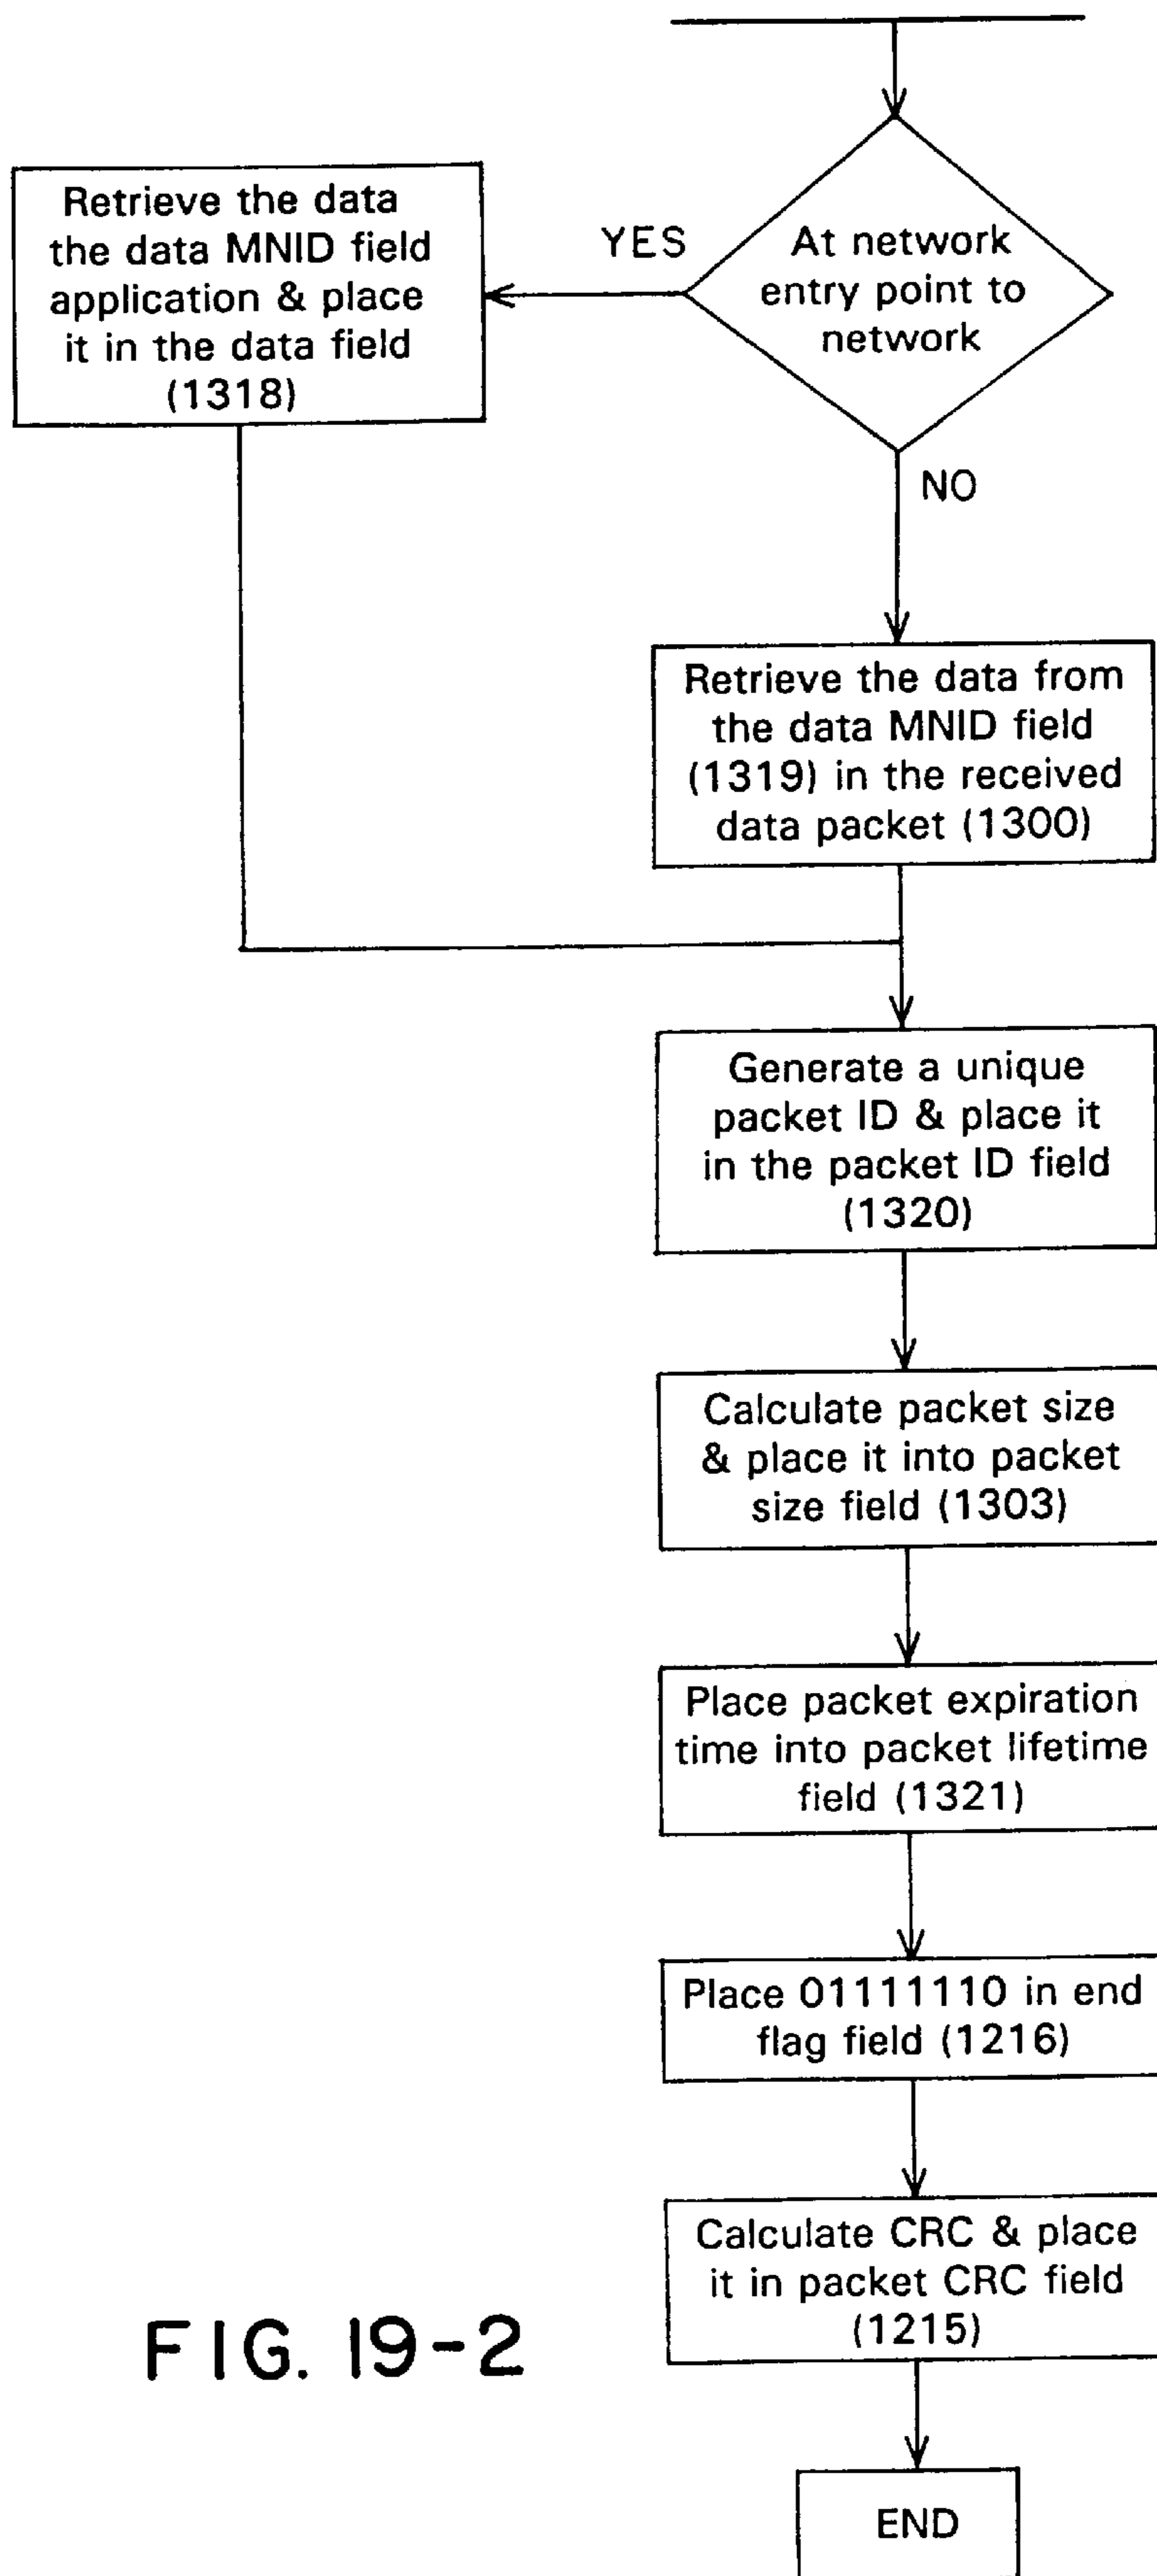 At network
entry point to
network
YES
Retrieve the data
the data MNID field
application & place
it in the data field
(1318)
NO
Retrieve the data from
the data MNID field
(1319) in the received
data packet (1300)
Generate a unique
packet ID & place it
in the packet ID field
(1320)
Calculate packet size
& place it into packet
size field (1303)
Place packet expiration
time into packet lifetime
field (1321)
Place 01111110 in end
flag field (1216)
Calculate CRC & place
it in packet CRC field
(1215)
END
FIG. 19-2